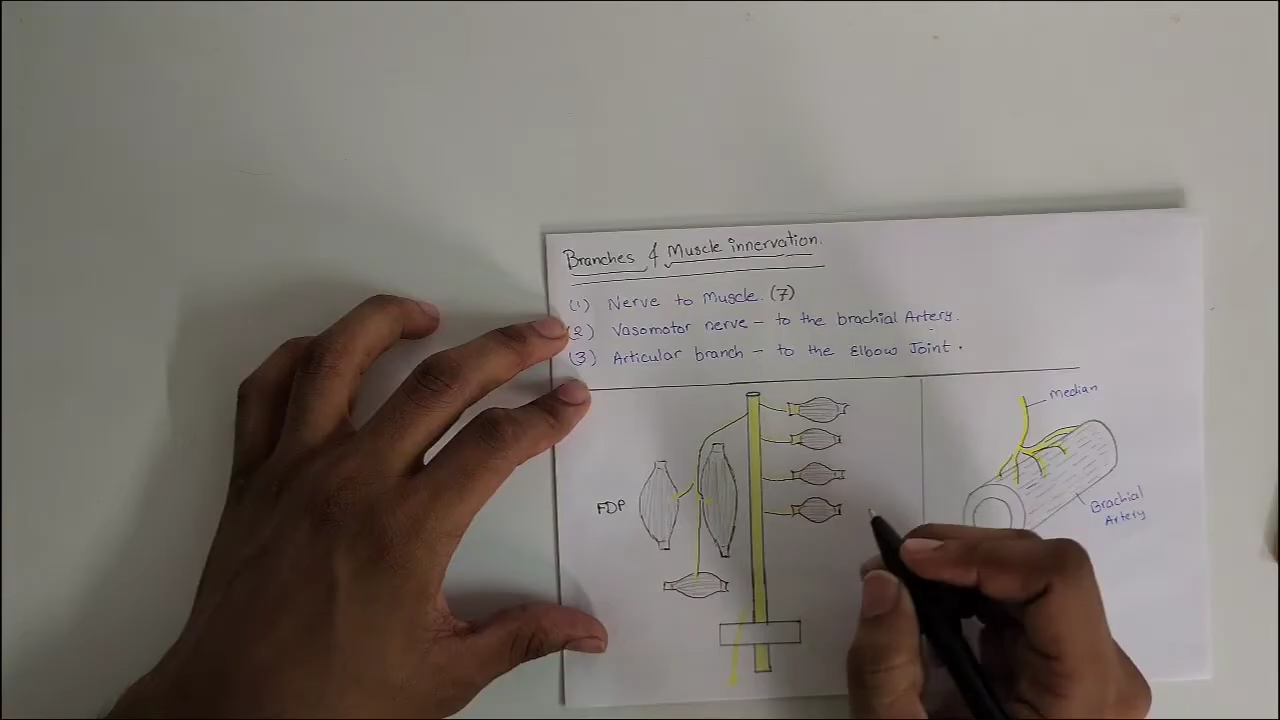 Branches & Muscle innervation.
(1) Nerve to Muscle. (7)
(2) Vasomotor nerve - to the brachial Artery.
(3) Articular branch - to the Elbow Joint.
Median
FDP
Brachial
Artery